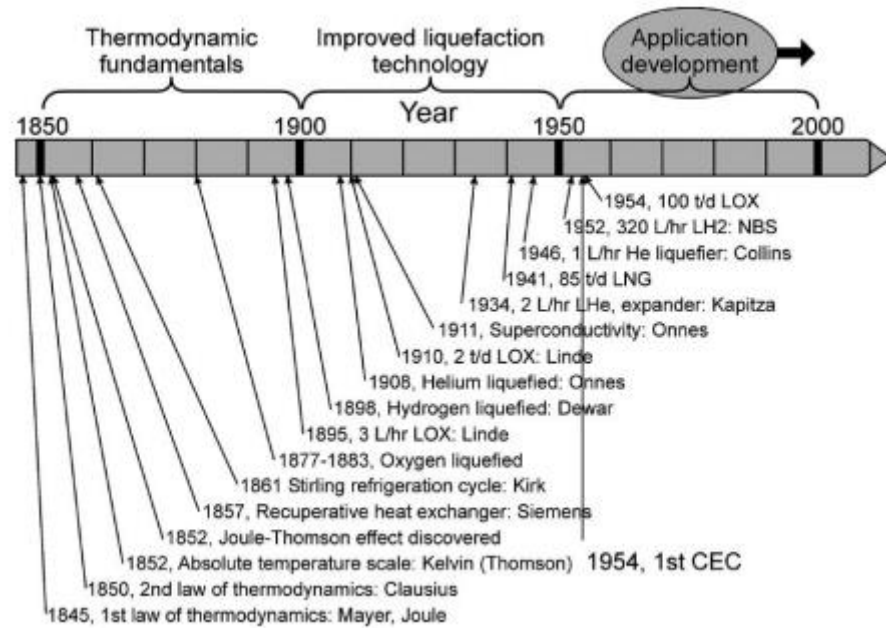 Thermodynamic
fundamentals
Improved liquefaction
technology
Application
development
Year
1850
1900
1950
2000
1954, 100 t/d LOX
1952, 320 L/hr LH2: NBS
1946, 1 L/hr He liquefier: Collins
1941, 85 t/d LNG
1934, 2 L/hr LHe, expander: Kapitza
1911, Superconductivity: Onnes
1910, 2 t/d LOX: Linde
1908, Helium liquefied: Onnes
1898, Hydrogen liquefied: Dewar
1895, 3 L/hr LOX: Linde
1877-1883, Oxygen liquefied
1861 Stirling refrigeration cycle: Kirk
1857, Recuperative heat exchanger: Siemens
1852, Joule-Thomson effect discovered
1852, Absolute temperature scale: Kelvin (Thomson)
1954, 1st CEC
1850, 2nd law of thermodynamics: Clausius
1845, 1st law of thermodynamics: Mayer, Joule